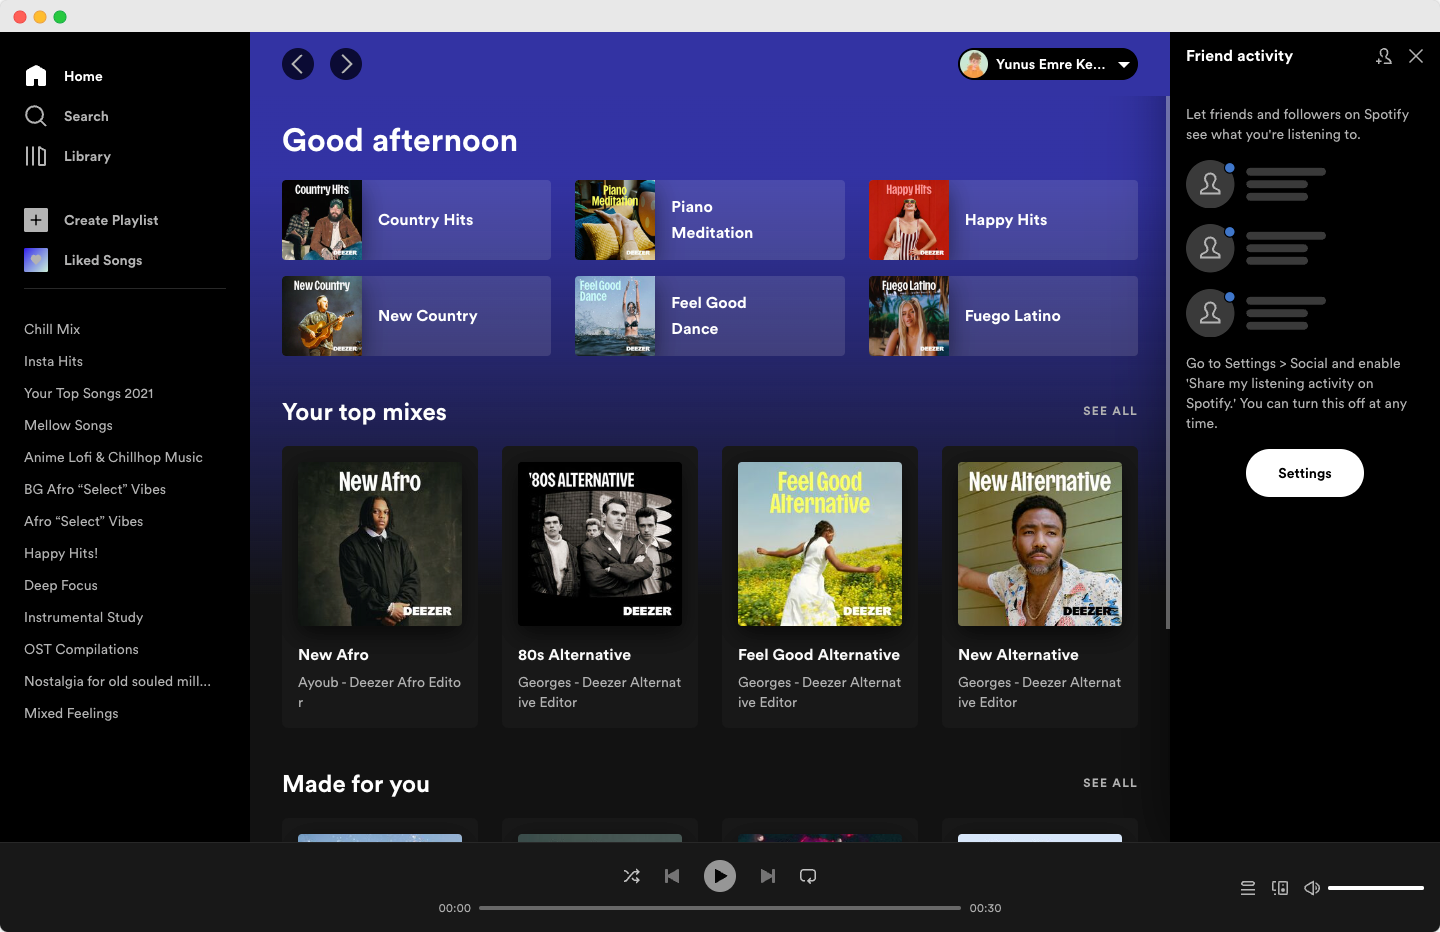 Home
Search
Library
Create Playlist
Liked Songs
Chill Mix
Insta Hits
Your Top Songs 2021
Mellow Songs
Anime Lofi & Chillhop Music
BG Afro “Select” Vibes
Afro “Select” Vibes
Happy Hits!
Deep Focus
Instrumental Study
OST Compilations
Nostalgia for old souled mill...
Mixed Feelings
Yunus Emre Ke...
Good afternoon
Country Hits
DEEZER
Country Hits
Piano
Meditation
DEEZER
Piano
Meditation
Happy Hits
DEEZER
Happy Hits
New Country
DEEZER
New Country
Feel Good
Dance
DEEZER
Feel Good
Dance
Fuego Latino
DEEZER
Fuego Latino
Your top mixes
SEE ALL
New Afro
DEEZER
New Afro
Ayoub - Deezer Afro Edito
r
'80S ALTERNATIVE
DEEZER
80s Alternative
Georges - Deezer Alternat
ive Editor
Feel Good
Alternative
DEEZER
Feel Good Alternative
Georges - Deezer Alternat
ive Editor
New Alternative
DEEZER
New Alternative
Georges - Deezer Alternat
ive Editor
Made for you
SEE ALL
Friend activity
Let friends and followers on Spotify
see what you're listening to.
Go to Settings > Social and enable
'Share my listening activity on
Spotify.' You can turn this off at any
time.
Settings
00:00
00:30